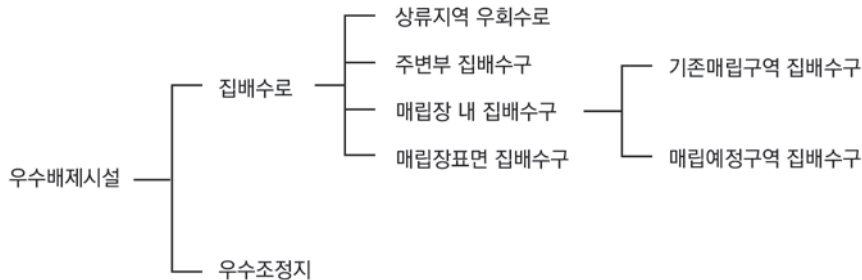 상류지역 우회수로
주변부 집배수구
기존매립구역 집배수구
집배수로
매립장 내 집배수구
매립장표면 집배수구
매립예정구역 집배수구
우수배제시설
우수조정지